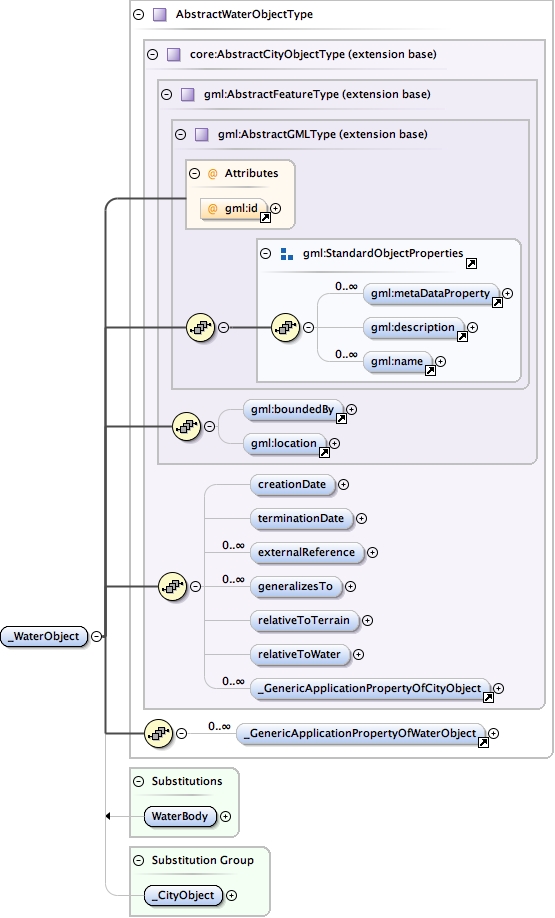 AbstractWaterObjectType
core:AbstractCityObjectType (extension base)
gml:AbstractFeatureType (extension base)
gml:AbstractGMLType (extension base)
@ Attributes
@ gml:id
gml:StandardObjectProperties
0..∞
gml:metaDataProperty
gml:description
0..∞
gml:name
gml:boundedBy
gml:location
creationDate
terminationDate
0..∞
externalReference
0..∞
generalizesTo
relativeToTerrain
_WaterObject
relativeToWater
0..∞
_GenericApplicationPropertyOfCityObject
0..∞
_GenericApplicationPropertyOfWaterObject
Substitutions
WaterBody
Substitution Group
_CityObject